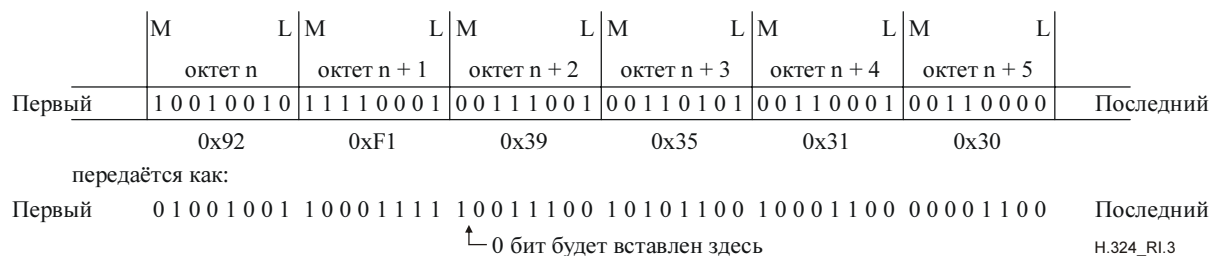 M L M L M L M L M L M L
октет n октет n + 1 октет n + 2 октет n + 3 октет n + 4 октет n + 5
Первый 1 0 0 1 0 0 1 0 1 1 1 1 0 0 0 1 0 0 1 1 1 0 0 1 0 0 1 1 0 1 0 1 0 0 1 1 0 0 0 1 0 0 1 1 0 0 0 0 Последний
0x92 0xF1 0x39 0x35 0x31 0x30
передаётся как:
Первый 0 1 0 0 1 0 0 1 1 0 0 0 1 1 1 1 1 0 0 1 1 1 0 0 1 0 1 0 1 1 0 0 1 0 0 0 1 1 0 0 0 0 0 0 1 1 0 0 Последний
0 бит будет вставлен здесь H.324_RI.3